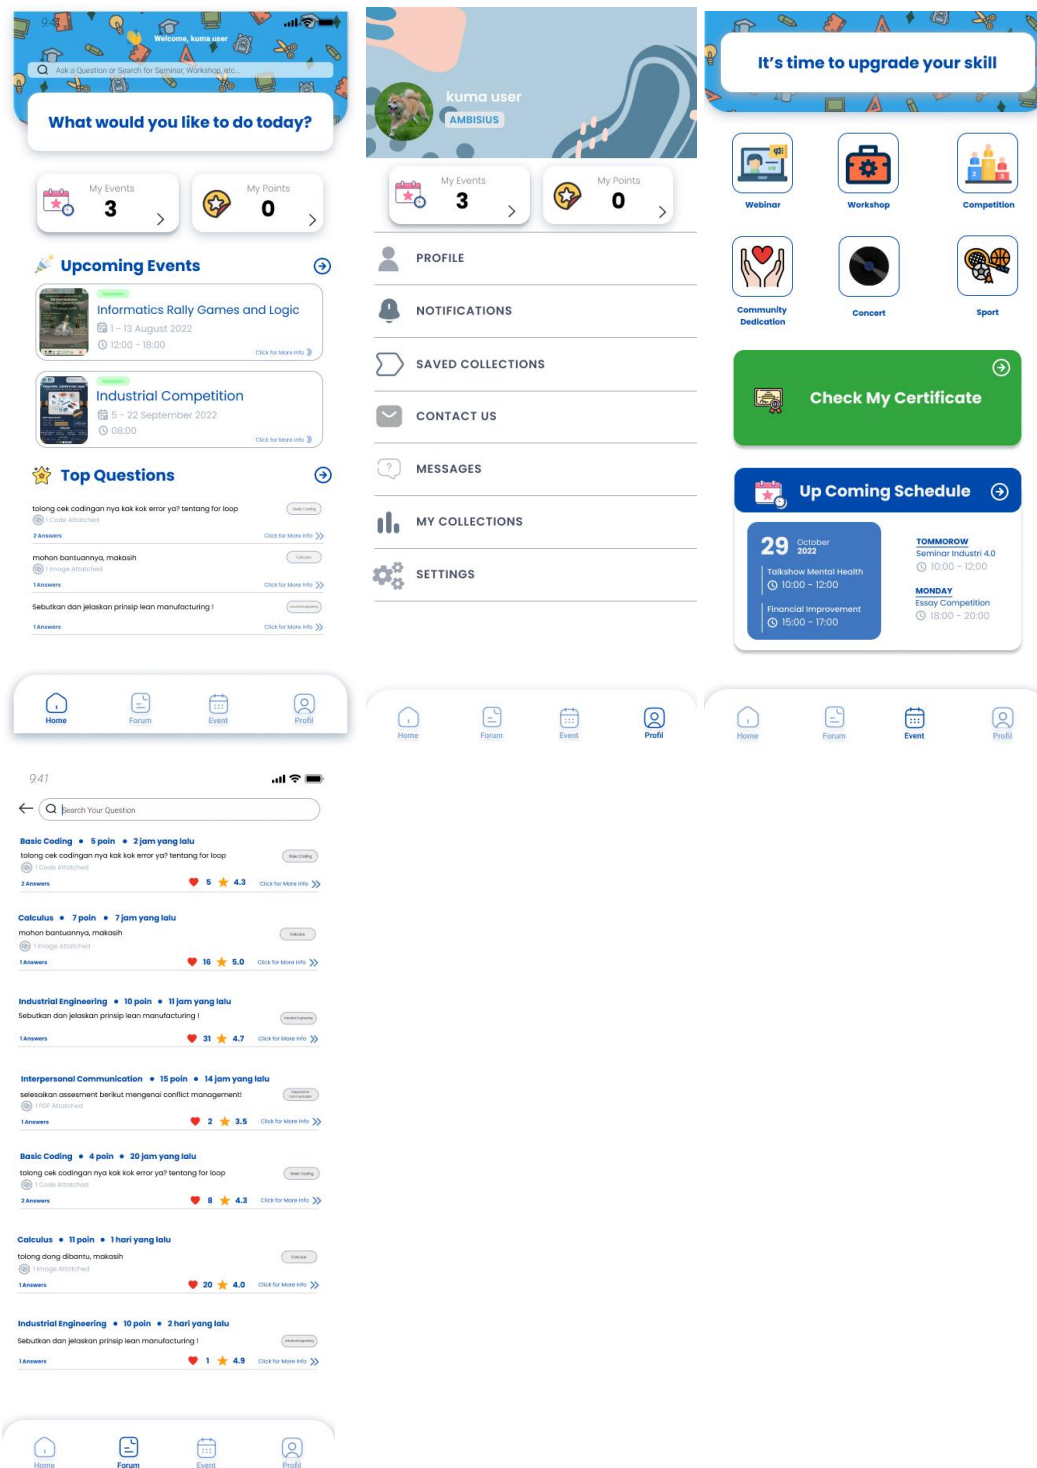 9:41
Welcome, kuma user
Ask a Question or Search for Seminar, Workshop, etc...
What would you like to do today?
My Events
3
My Points
0
Upcoming Events
Informatics Rally Games and Logic
1 - 13 August 2022
12:00 - 18:00
Click for More Info
Industrial Competition
5 - 22 September 2022
08:00
Click for More Info
Top Questions
tolong cek codingan nya kak kok error ya? tentang for loop
Basic Coding
1 Code Attatched
2 Answers
Click for More Info
mohon bantuannya, makasih
Calculus
1 Image Attatched
1 Answers
Click for More Info
Sebutkan dan jelaskan prinsip lean manufacturing !
Industrial Engineering
1 Answers
Click for More Info
Home
Forum
Event
Profil
kuma user
AMBISIUS
My Events
3
My Points
0
PROFILE
NOTIFICATIONS
SAVED COLLECTIONS
CONTACT US
MESSAGES
MY COLLECTIONS
SETTINGS
Home
Forum
Event
Profil
It's time to upgrade your skill
Webinar
Workshop
Competition
Community
Dedication
Concert
Sport
Check My Certificate
Up Coming Schedule
29 October
2022
Talkshow Mental Health
10:00 - 12:00
Financial Improvement
15:00 - 17:00
TOMMOROW
Seminar Industri 4.0
10:00 - 12:00
MONDAY
Essay Competition
18:00 - 20:00
Home
Forum
Event
Profil
9:41
Search Your Question
Basic Coding • 5 poin • 2 jam yang lalu
tolong cek codingan nya kak kok error ya? tentang for loop
Basic Coding
1 Code Attatched
2 Answers
5 4.3 Click for More Info
Calculus • 7 poin • 7 jam yang lalu
mohon bantuannya, makasih
Calculus
1 Image Attatched
1 Answers
16 5.0 Click for More Info
Industrial Engineering • 10 poin • 11 jam yang lalu
Sebutkan dan jelaskan prinsip lean manufacturing !
Industrial Engineering
1 Answers
31 4.7 Click for More Info
Interpersonal Communication • 15 poin • 14 jam yang lalu
selesaikan assesment berikut mengenai conflict management!
1 PDF Attatched
1 Answers
2 3.5 Click for More Info
Basic Coding • 4 poin • 20 jam yang lalu
tolong cek codingan nya kak kok error ya? tentang for loop
Basic Coding
1 Code Attatched
2 Answers
8 4.3 Click for More Info
Calculus • 11 poin • 1 hari yang lalu
tolong dong dibantu, makasih
Calculus
1 Image Attatched
1 Answers
20 4.0 Click for More Info
Industrial Engineering • 10 poin • 2 hari yang lalu
Sebutkan dan jelaskan prinsip lean manufacturing !
Industrial Engineering
1 Answers
1 4.9 Click for More Info
Home
Forum
Event
Profil